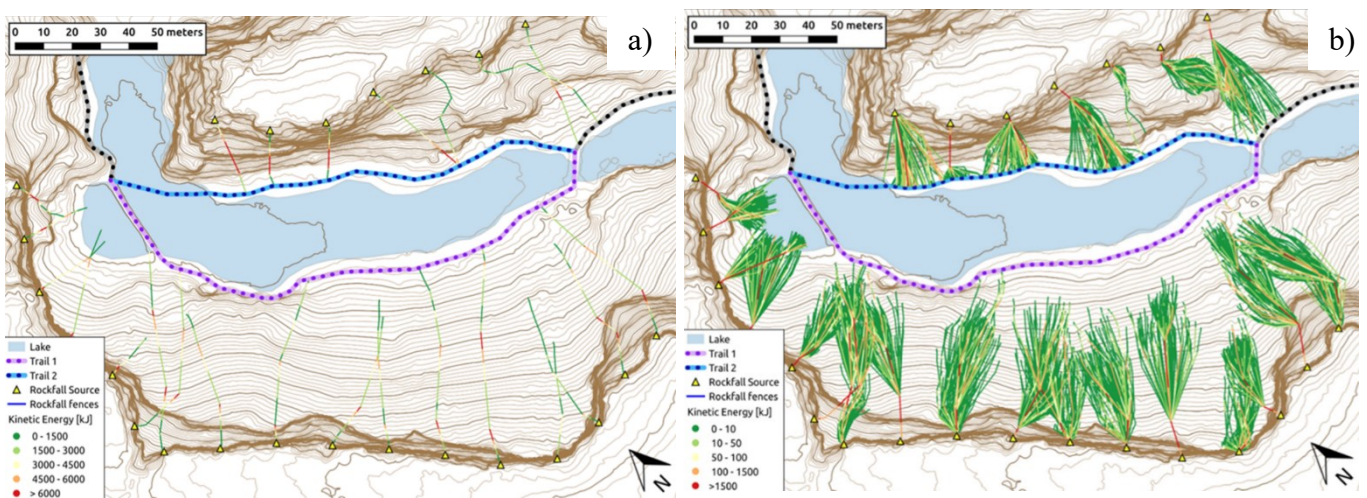 0 10 20 30 40 50 meters
a)
Lake
Trail 1
Trail 2
Rockfall Source
Rockfall fences
Kinetic Energy [kJ]
0 - 1500
1500 - 3000
3000 - 4500
4500 - 6000
> 6000
N
0 10 20 30 40 50 meters
b)
Lake
Trail 1
Trail 2
Rockfall Source
Rockfall fences
Kinetic Energy [kJ]
0 - 10
10 - 50
50 - 100
100 - 1500
>1500
N